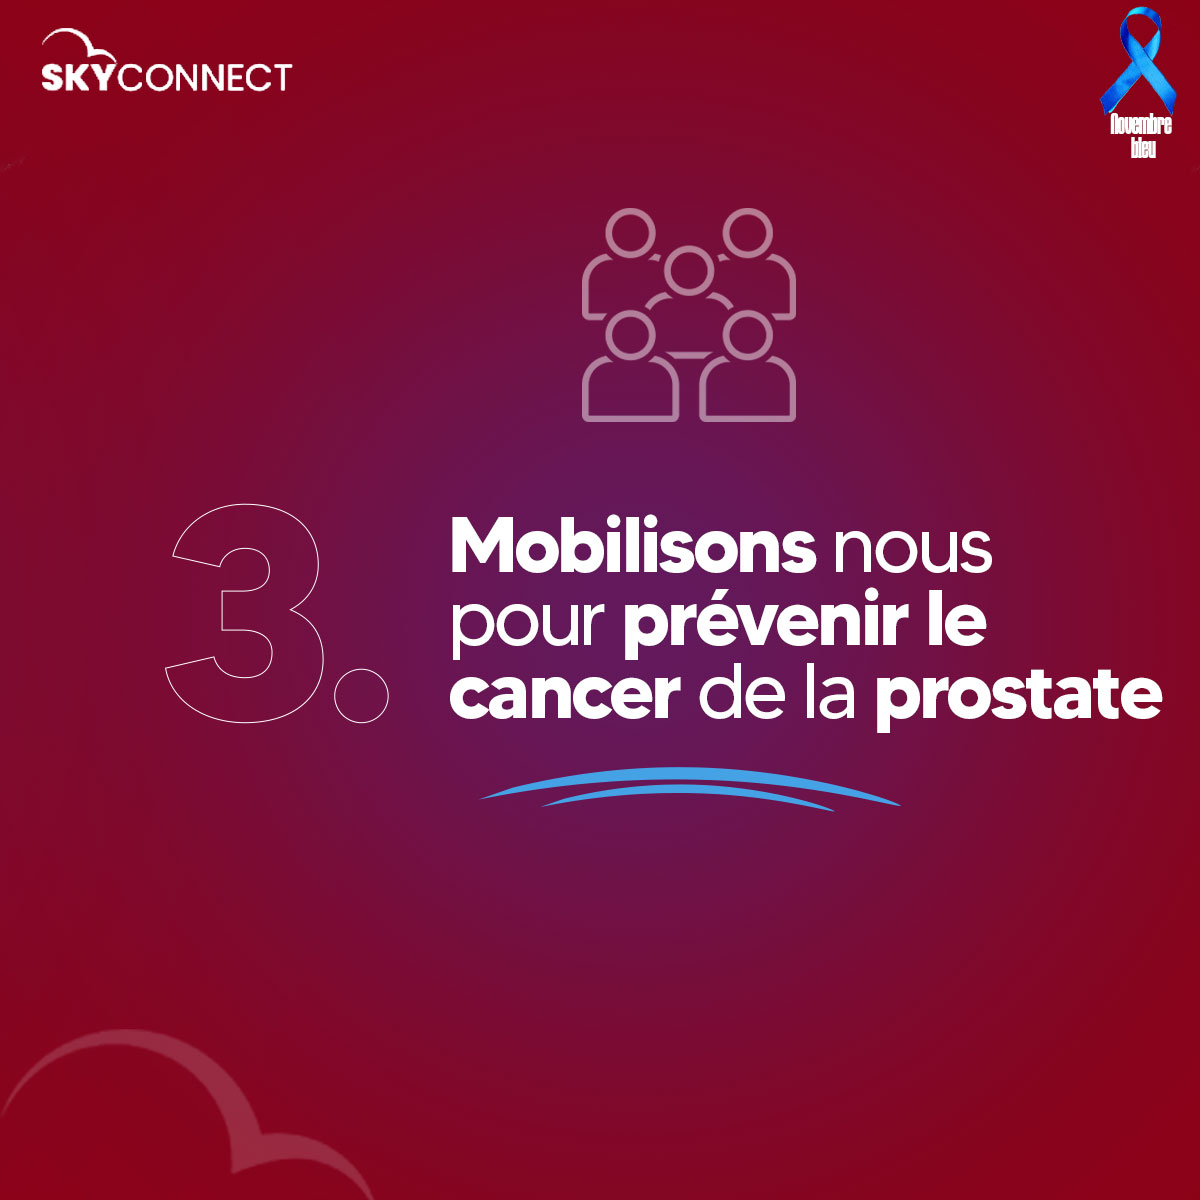 SKYCONNECT
Novembre
bleu
3.
Mobilisons nous
pour prévenir le
cancer de la prostate